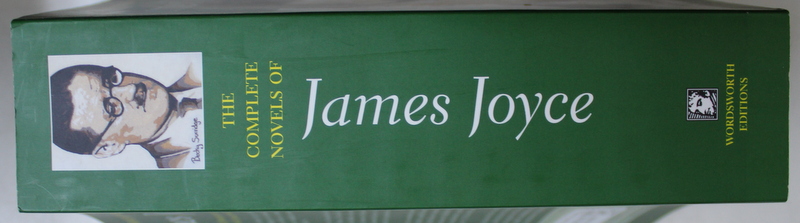 THE
COMPLETE
NOVELS OF
James Joyce
WORDSWORTH
EDITIONS